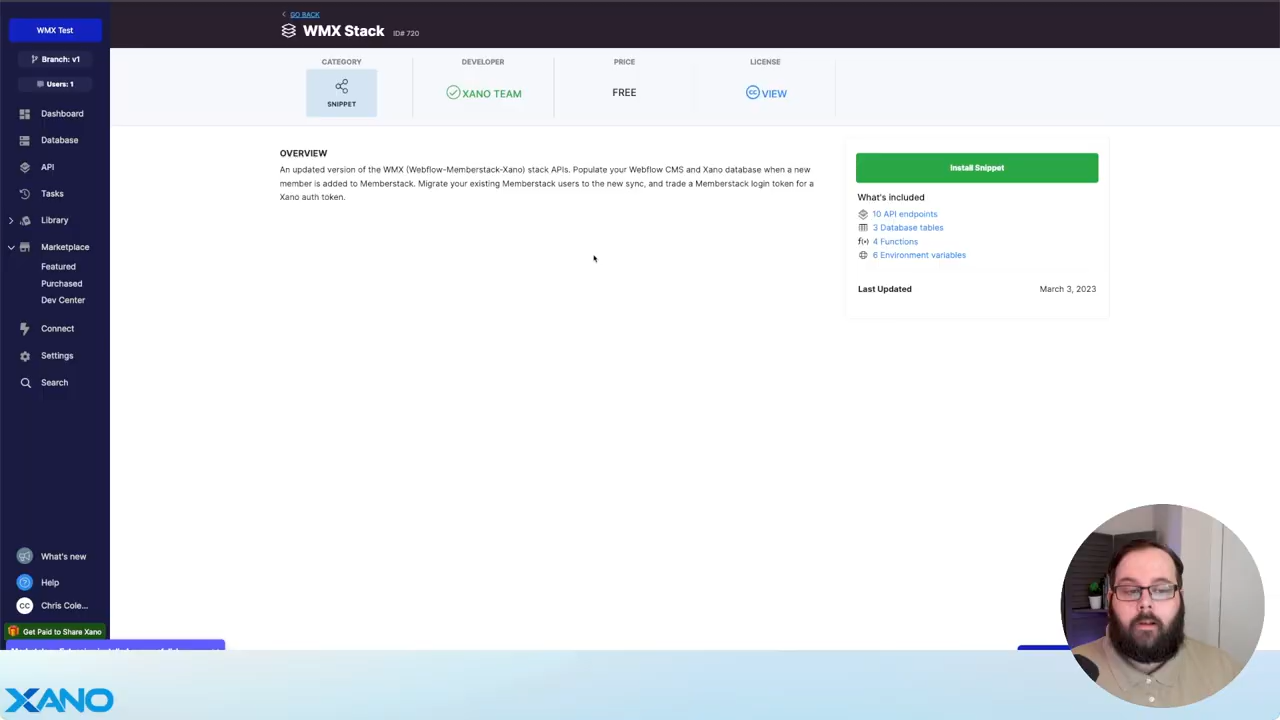 WMX Test
Branch: v1
Users: 1
Dashboard
Database
API
Tasks
Library
Marketplace
Featured
Purchased
Dev Center
Connect
Settings
Search
What's new
Help
CC Chris Cole...
Get Paid to Share Xano
GO BACK
WMX Stack ID# 720
CATEGORY
SNIPPET
DEVELOPER
XANO TEAM
PRICE
FREE
LICENSE
CC VIEW
OVERVIEW
An updated version of the WMX (Webflow-Memberstack-Xano) stack APIs. Populate your Webflow CMS and Xano database when a new
member is added to Memberstack. Migrate your existing Memberstack users to the new sync, and trade a Memberstack login token for a
Xano auth token.
Install Snippet
What's included
10 API endpoints
3 Database tables
f(x) 4 Functions
6 Environment variables
Last Updated March 3, 2023
XANO